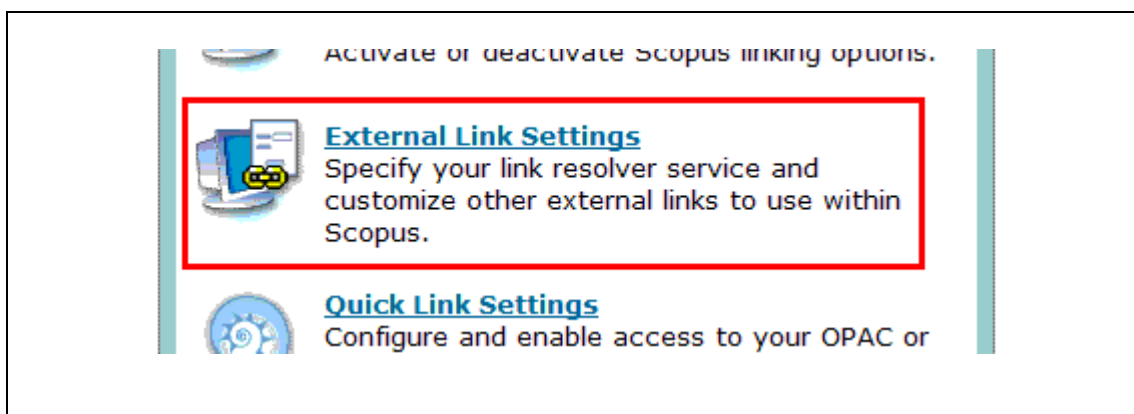 Activate or deactivate Scopus linking options.
External Link Settings
Specify your link resolver service and
customize other external links to use within
Scopus.
Quick Link Settings
Configure and enable access to your OPAC or